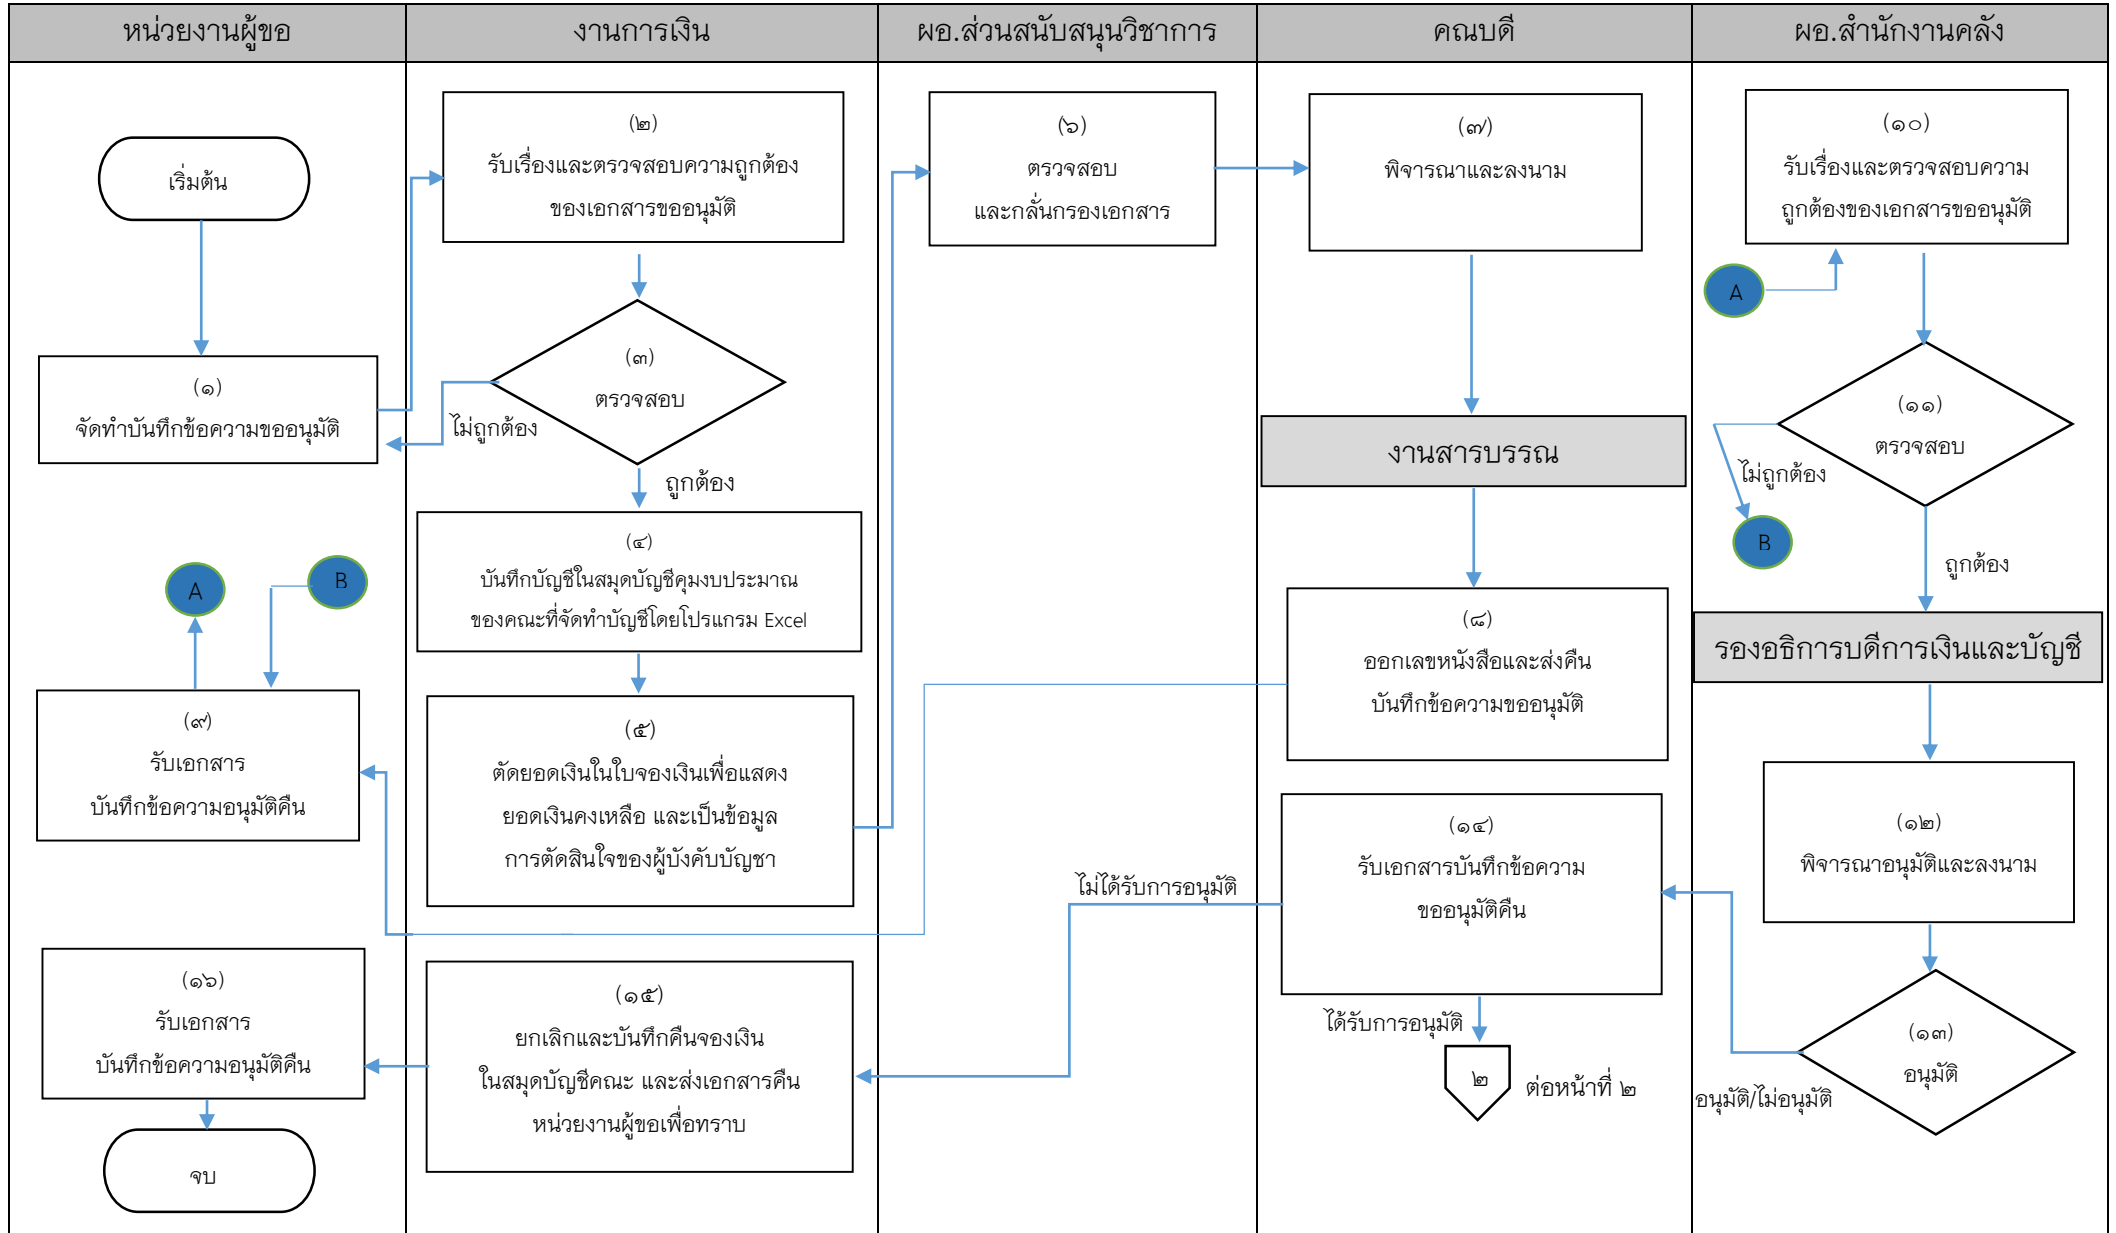 หน่วยงานผู้ขอ
งานการเงิน
ผอ.ส่วนสนับสนุนวิชาการ
คณบดี
ผอ.สำนักงานคลัง
เริ่มต้น
(๑)
จัดทำบันทึกข้อความขออนุมัติ
A
B
(๙)
รับเอกสาร
บันทึกข้อความอนุมัติคืน
(๑๖)
รับเอกสาร
บันทึกข้อความอนุมัติคืน
จบ
(๒)
รับเรื่องและตรวจสอบความถูกต้อง
ของเอกสารขออนุมัติ
(๓)
ตรวจสอบ
ไม่ถูกต้อง
ถูกต้อง
(๔)
บันทึกบัญชีในสมุดบัญชีคุมงบประมาณ
ของคณะที่จัดทำบัญชีโดยโปรแกรม Excel
(๕)
ตัดยอดเงินในใบจองเงินเพื่อแสดง
ยอดเงินคงเหลือ และเป็นข้อมูล
การตัดสินใจของผู้บังคับบัญชา
(๑๕)
ยกเลิกและบันทึกคืนจองเงิน
ในสมุดบัญชีคณะ และส่งเอกสารคืน
หน่วยงานผู้ขอเพื่อทราบ
(๖)
ตรวจสอบ
และกลั่นกรองเอกสาร
ไม่ได้รับการอนุมัติ
(๗)
พิจารณาและลงนาม
งานสารบรรณ
(๘)
ออกเลขหนังสือและส่งคืน
บันทึกข้อความขออนุมัติ
(๑๔)
รับเอกสารบันทึกข้อความ
ขออนุมัติคืน
ได้รับการอนุมัติ
๒
ต่อหน้าที่ ๒
(๑๐)
รับเรื่องและตรวจสอบความ
ถูกต้องของเอกสารขออนุมัติ
A
(๑๑)
ตรวจสอบ
ไม่ถูกต้อง
B
ถูกต้อง
รองอธิการบดีการเงินและบัญชี
(๑๒)
พิจารณาอนุมัติและลงนาม
(๑๓)
อนุมัติ
อนุมัติ/ไม่อนุมัติ